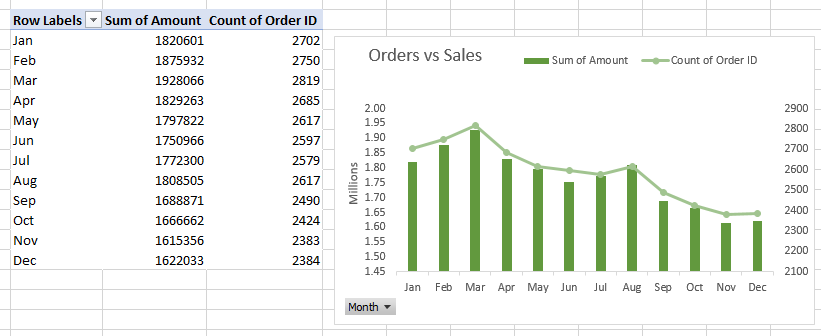 Row Labels Sum of Amount Count of Order ID
Jan 1820601 2702
Feb 1875932 2750
Mar 1928066 2819
Apr 1829263 2685
May 1797822 2617
Jun 1750966 2597
Jul 1772300 2579
Aug 1808505 2617
Sep 1688871 2490
Oct 1666662 2424
Nov 1615356 2383
Dec 1622033 2384
Orders vs Sales
Sum of Amount Count of Order ID
Millions
2.00
1.95
1.90
1.85
1.80
1.75
1.70
1.65
1.60
1.55
1.50
1.45
2900
2800
2700
2600
2500
2400
2300
2200
2100
Jan Feb Mar Apr May Jun Jul Aug Sep Oct Nov Dec
Month